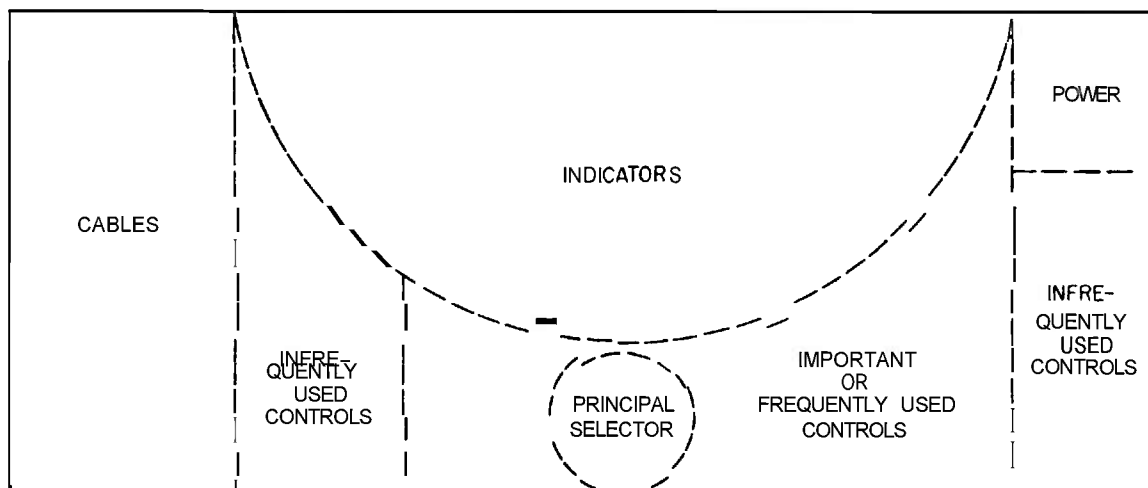 POWER
INDICATORS
CABLES
INFRE-
QUENTLY
USED
CONTROLS
PRINCIPAL
SELECTOR
IMPORTANT
OR
FREQUENTLY USED
CONTROLS
INFRE-
QUENTLY
USED
CONTROLS